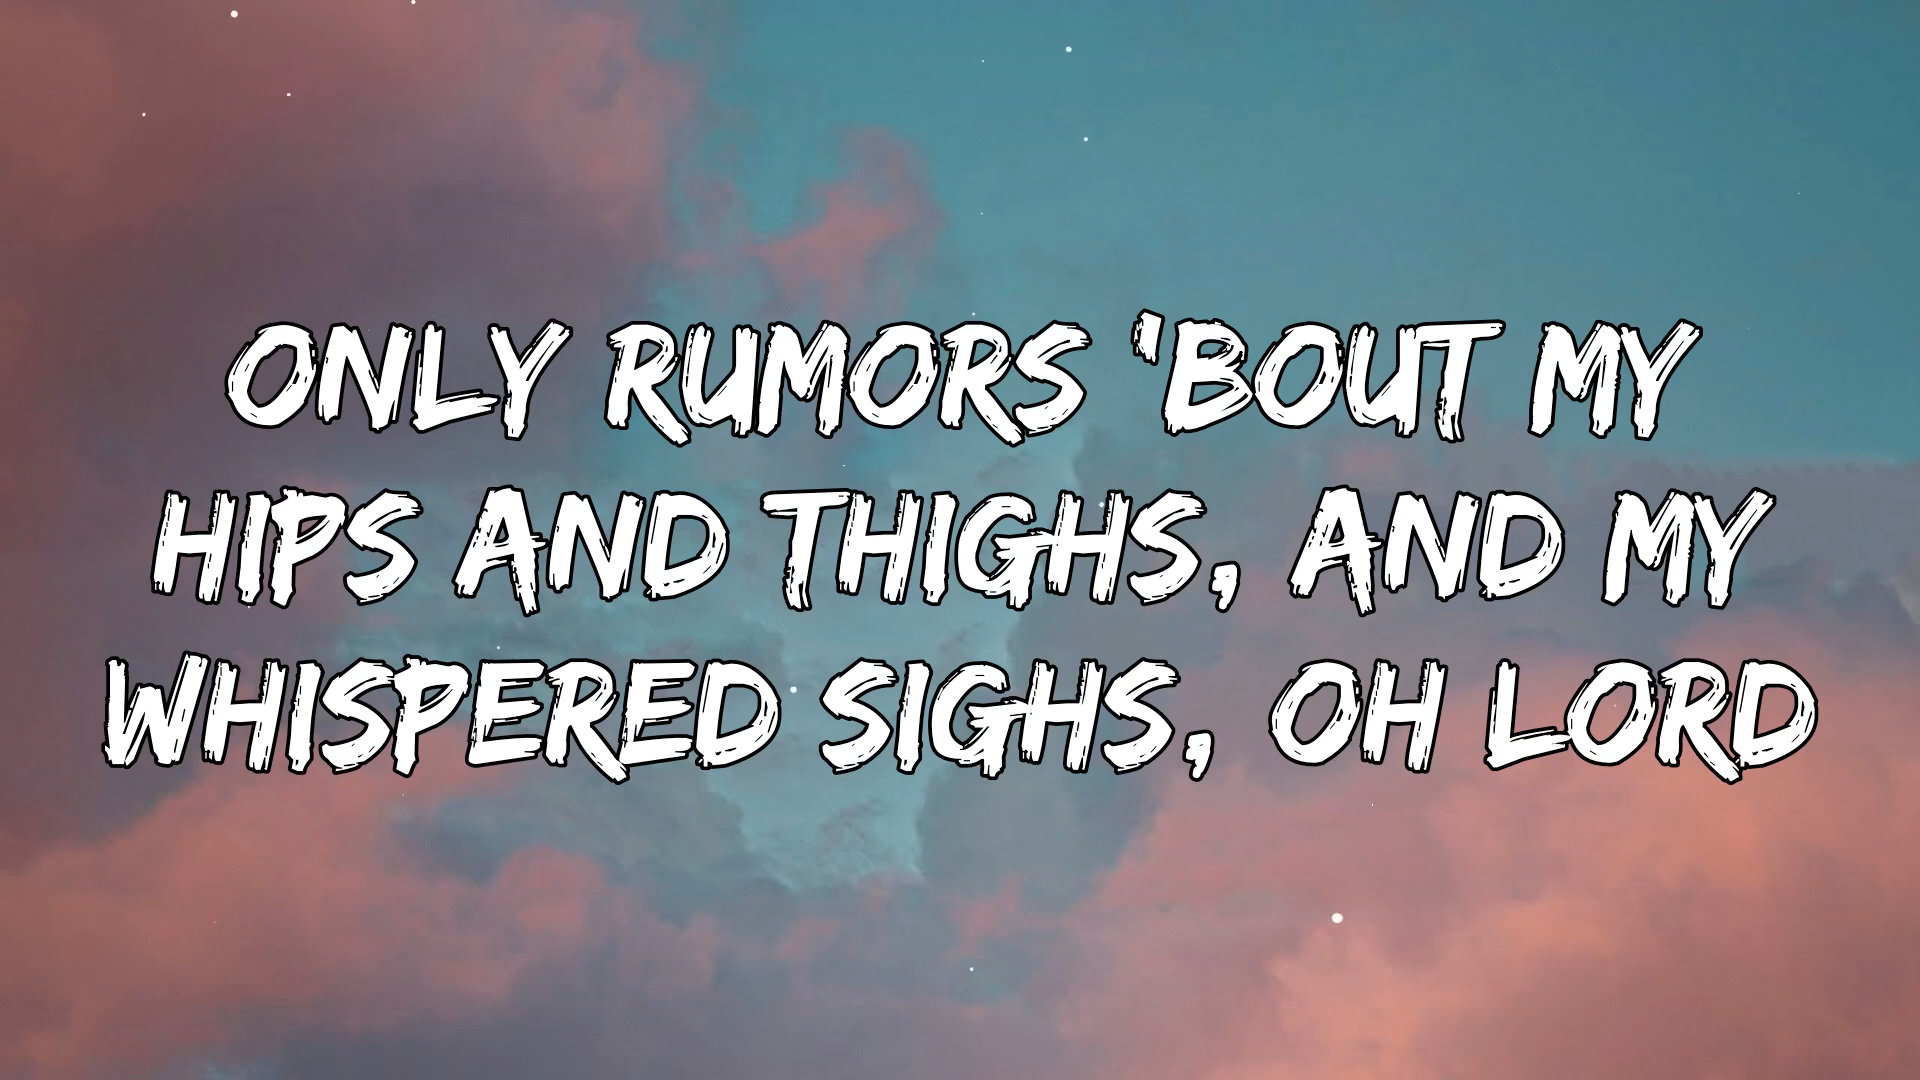 ONLY RUMORS 'BOUT MY
HIPS AND THIGHS, AND MY
WHISPERED SIGHS, OH LORD